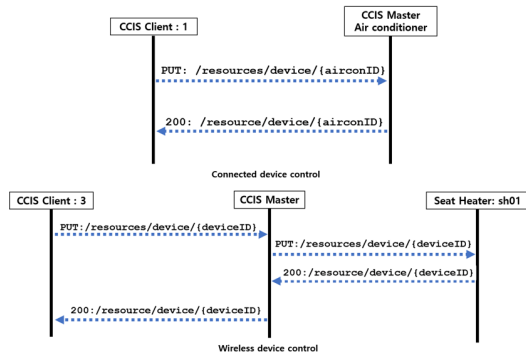 CCIS Client : 1
CCIS Master
Air conditioner
PUT: /resources/device/{airconID}
200: /resource/device/{airconID}
Connected device control
CCIS Client : 3
CCIS Master
Seat Heater: sh01
PUT:/resources/device/{deviceID}
PUT:/resources/device/{deviceID}
200:/resource/device/{deviceID}
200:/resource/device/{deviceID}
Wireless device control